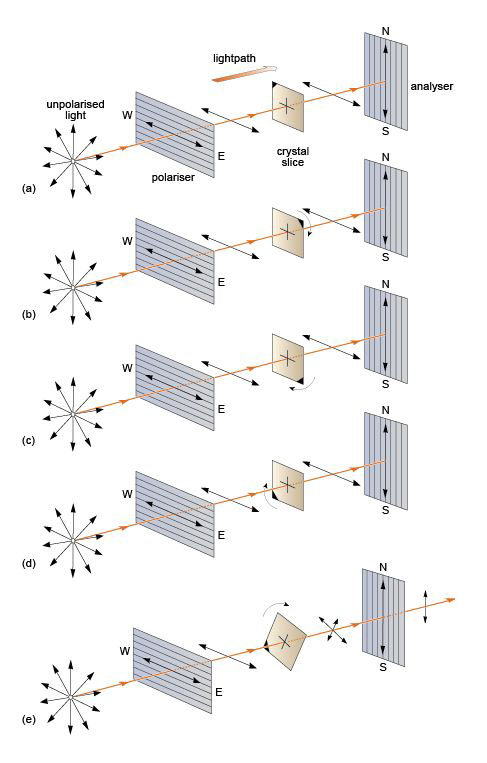 N
lightpath
analyser
unpolarised
light
W
S
E
crystal
slice
polariser
(a)
N
W
S
E
(b)
N
W
S
E
(c)
N
W
S
E
(d)
N
W
S
E
(e)